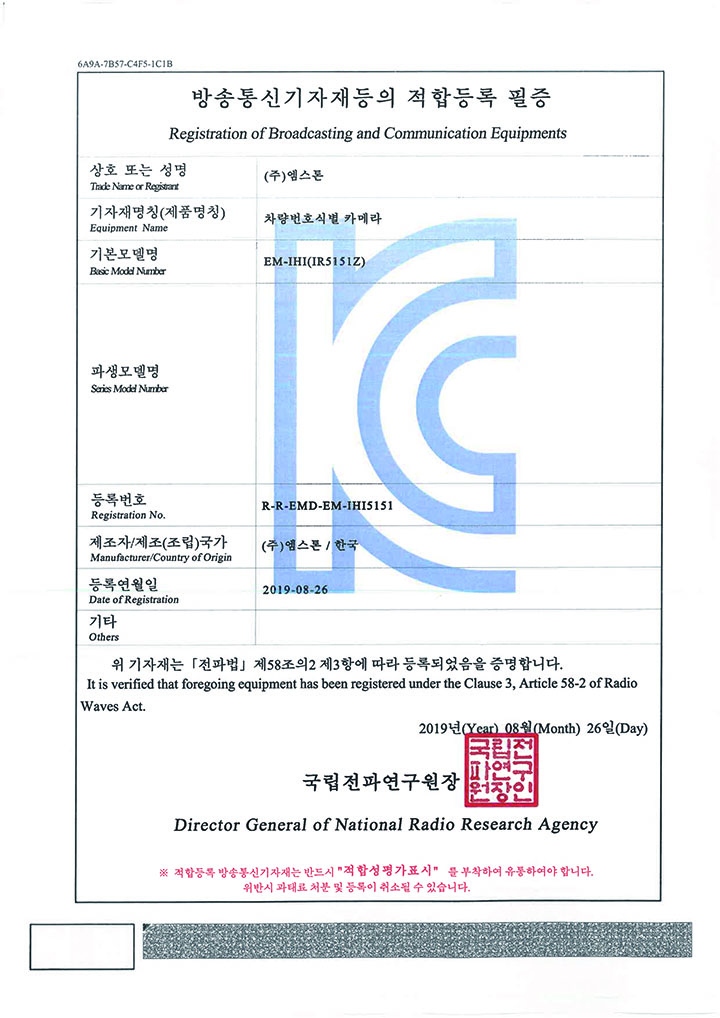 6A9A-7B57-C4F5-1C1B
방송통신기자재등의 적합등록 필증
Registration of Broadcasting and Communication Equipments
상호 또는 성명
Trade Name or Registrant
(주)엠스톤
기자재명칭(제품명칭)
Equipment Name
차량번호식별 카메라
기본모델명
Basic Model Number
EM-IHI(IR5151Z)
파생모델명
Series Model Number
등록번호
Registration No.
R-R-EMD-EM-IHI5151
제조자/제조(조립)국가
Manufacturer/Country of Origin
(주)엠스톤 / 한국
등록연월일
Date of Registration
2019-08-26
기타
Others
위 기자재는「전파법」제58조의2 제3항에 따라 등록되었음을 증명합니다.
It is verified that foregoing equipment has been registered under the Clause 3, Article 58-2 of Radio
Waves Act.
2019년(Year) 08월(Month) 26일(Day)
국립전파연구원장
국립전
파연구
원장인
Director General of National Radio Research Agency
※ 적합등록 방송통신기자재는 반드시 "적합성평가표시" 를 부착하여 유통하여야 합니다.
위반시 과태료 처분 및 등록이 취소될 수 있습니다.